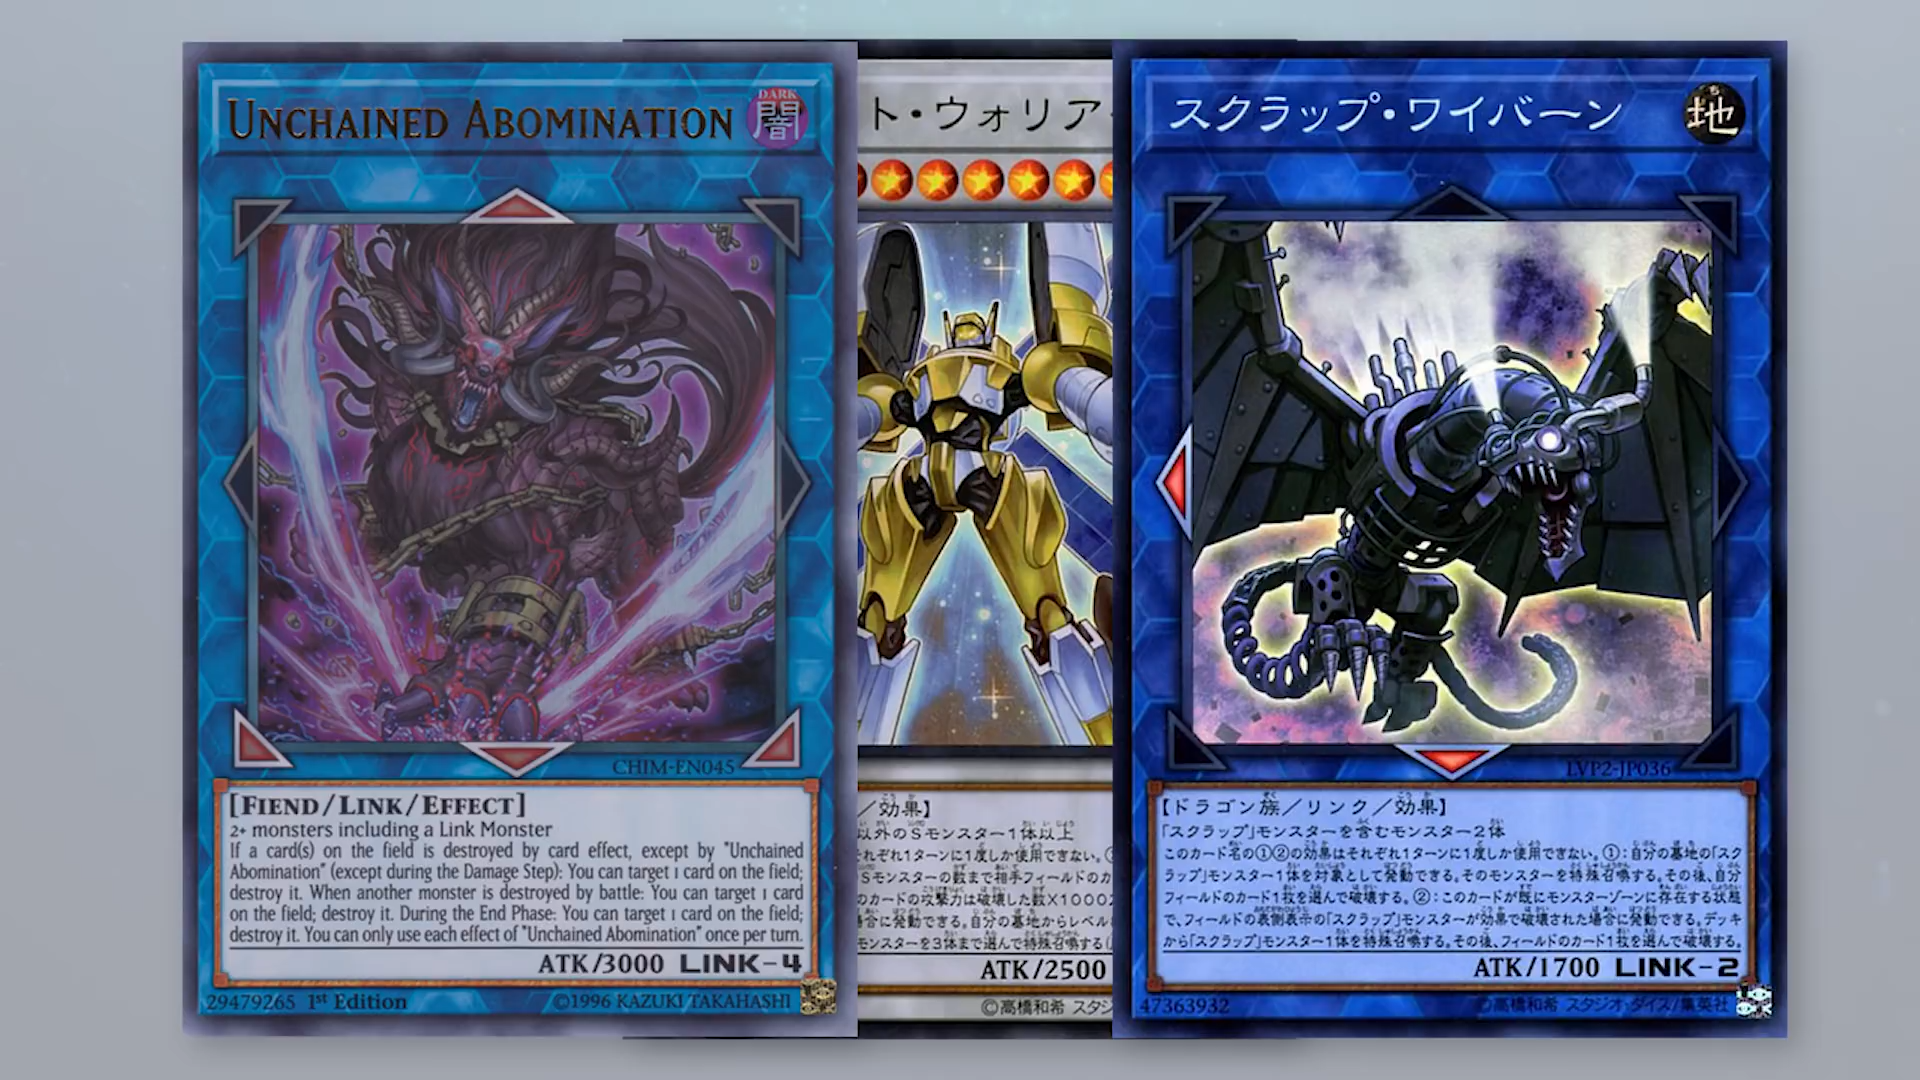 UNCHAINED ABOMINATION
DARK
闇
CHIM-EN045
[FIEND/LINK/EFFECT]
2+ monsters including a Link Monster
If a card(s) on the field is destroyed by card effect, except by "Unchained
Abomination" (except during the Damage Step): You can target 1 card on the field;
destroy it. When another monster is destroyed by battle: You can target 1 card
on the field; destroy it. During the End Phase: You can target 1 card on the field;
destroy it. You can only use each effect of "Unchained Abomination" once per turn.
ATK/3000 LINK-4
29479265 1st Edition ©1996 KAZUKI TAKAHASHI
ト・ウォリアー
/効果】
以外のSモンスター1体以上
それぞれ1ターンに1度しか使用できない。
Sモンスターの数まで相手フィールドのカ
のカードの攻撃力は破壊した数×1000
場合に発動できる。自分の墓地からレベル
モンスターを3体まで選んで特殊召喚する
ATK/2500
©高橋和希 スタジ
スクラップ・ワイバーン
地
LVP2-JP036
【ドラゴン族/リンク/効果】
「スクラップ」モンスターを含むモンスター2体
このカード名の①②の効果はそれぞれ1ターンに1度しか使用できない。①:自分の墓地の「スク
ラップ」モンスター1体を対象として発動できる。そのモンスターを特殊召喚する。その後、自分
フィールドのカード1枚を選んで破壊する。②:このカードが既にモンスターゾーンに存在する状態
で、フィールドの表側表示の「スクラップ」モンスターが効果で破壊された場合に発動できる。デッキ
から「スクラップ」モンスター1体を特殊召喚する。その後、フィールドのカード1枚を選んで破壊する。
ATK/1700 LINK-2
47363932 ©高橋和希 スタジオ・ダイス/集英社